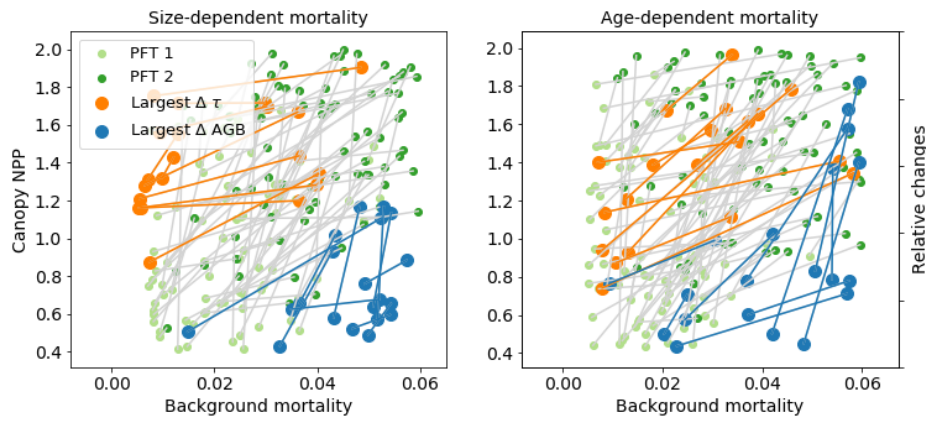 Size-dependent mortality
Age-dependent mortality
PFT 1
PFT 2
Largest Δ τ
Largest Δ AGB
Canopy NPP
2.0
1.8
1.6
1.4
1.2
1.0
0.8
0.6
0.4
0.00
0.02
0.04
0.06
Background mortality
2.0
1.8
1.6
1.4
1.2
1.0
0.8
0.6
0.4
0.00
0.02
0.04
0.06
Background mortality
Relative changes